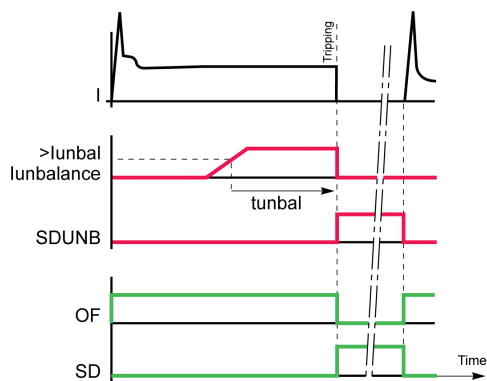 Tripping
I
>Iunbal
Iunbalance
tunbal
SDUNB
OF
SD
Time